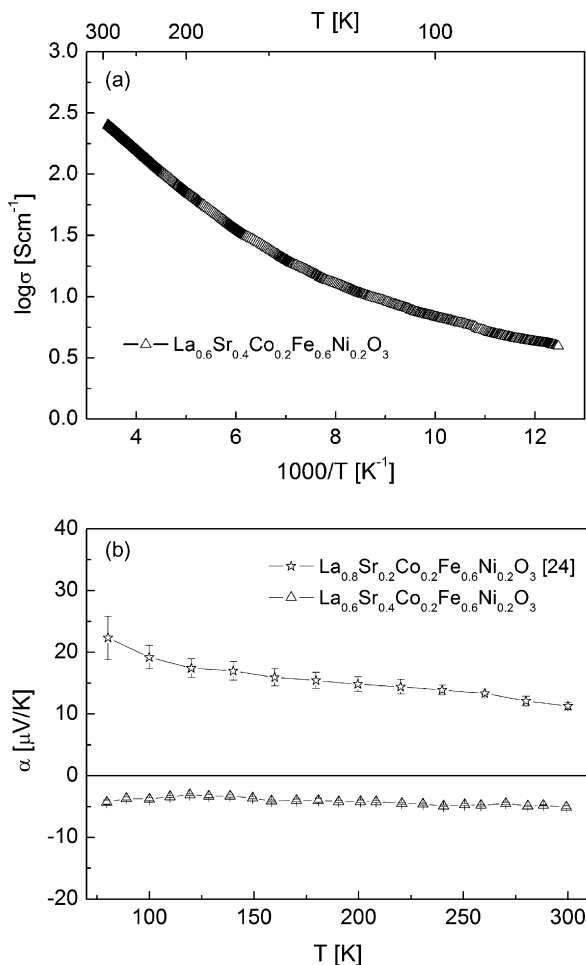 T [K]
300 200 100
(a)
3.0
2.5
2.0
1.5
1.0
0.5
0.0
logσ [Scm⁻¹]
La₀.₆Sr₀.₄Co₀.₂Fe₀.₆Ni₀.₂O₃
4 6 8 10 12
1000/T [K⁻¹]
(b)
40
30
20
10
0
-10
-20
α [μV/K]
La₀.₈Sr₀.₂Co₀.₂Fe₀.₆Ni₀.₂O₃ [24]
La₀.₆Sr₀.₄Co₀.₂Fe₀.₆Ni₀.₂O₃
100 150 200 250 300
T [K]